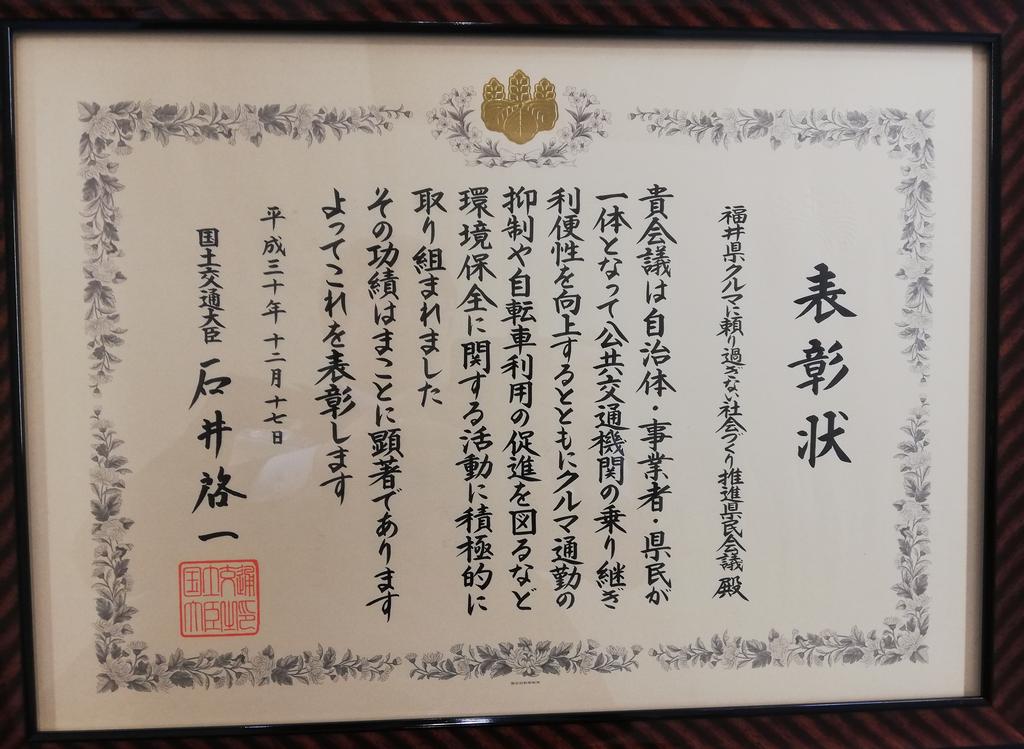 表彰状
福井県クルマに頼り過ぎない社会づくり推進県民会議 殿
貴会議は自治体・事業者・県民が
一体となって公共交通機関の乗り継ぎ
利便性を向上するとともにクルマ通勤の
抑制や自転車利用の促進を図るなど
環境保全に関する活動に積極的に
取り組まれました
その功績はまことに顕著であります
よってこれを表彰します
平成三十年十二月十七日
国土交通大臣 石井啓一